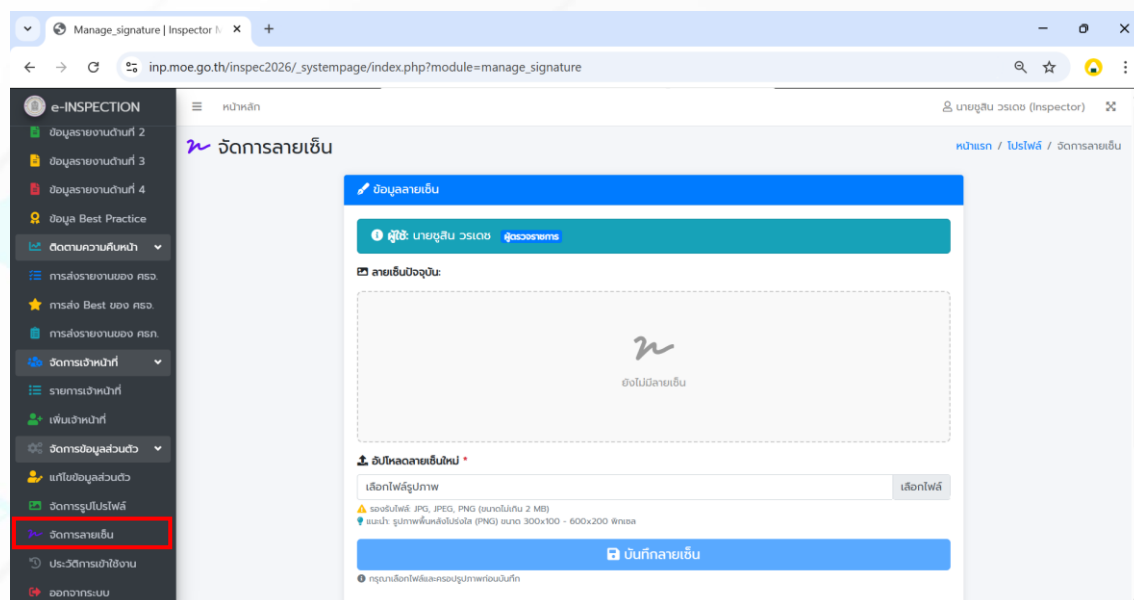 Manage_signature | Inspector M
inp.moe.go.th/inspec2026/_systempage/index.php?module=manage_signature
e-INSPECTION
ข้อมูลรายงานด้านที่ 2
ข้อมูลรายงานด้านที่ 3
ข้อมูลรายงานด้านที่ 4
ข้อมูล Best Practice
ติดตามความคืบหน้า
การส่งรายงานของ ศธจ.
การส่ง Best ของ ศธจ.
การส่งรายงานของ ศธภ.
จัดการเจ้าหน้าที่
รายการเจ้าหน้าที่
เพิ่มเจ้าหน้าที่
จัดการข้อมูลส่วนตัว
แก้ไขข้อมูลส่วนตัว
จัดการรูปโปรไฟล์
จัดการลายเซ็น
ประวัติการเข้าใช้งาน
ออกจากระบบ
หน้าหลัก
นายชูสิน วรเดช (Inspector)
จัดการลายเซ็น
หน้าแรก / โปรไฟล์ / จัดการลายเซ็น
ข้อมูลลายเซ็น
ผู้ใช้: นายชูสิน วรเดช ผู้ตรวจราชการ
ลายเซ็นปัจจุบัน:
ยังไม่มีลายเซ็น
อัปโหลดลายเซ็นใหม่ *
เลือกไฟล์รูปภาพ เลือกไฟล์
รองรับไฟล์: JPG, JPEG, PNG (ขนาดไม่เกิน 2 MB)
แนะนำ: รูปภาพพื้นหลังโปร่งใส (PNG) ขนาด 300x100 - 600x200 พิกเซล
บันทึกลายเซ็น
กรุณาเลือกไฟล์และครอปรูปภาพก่อนบันทึก